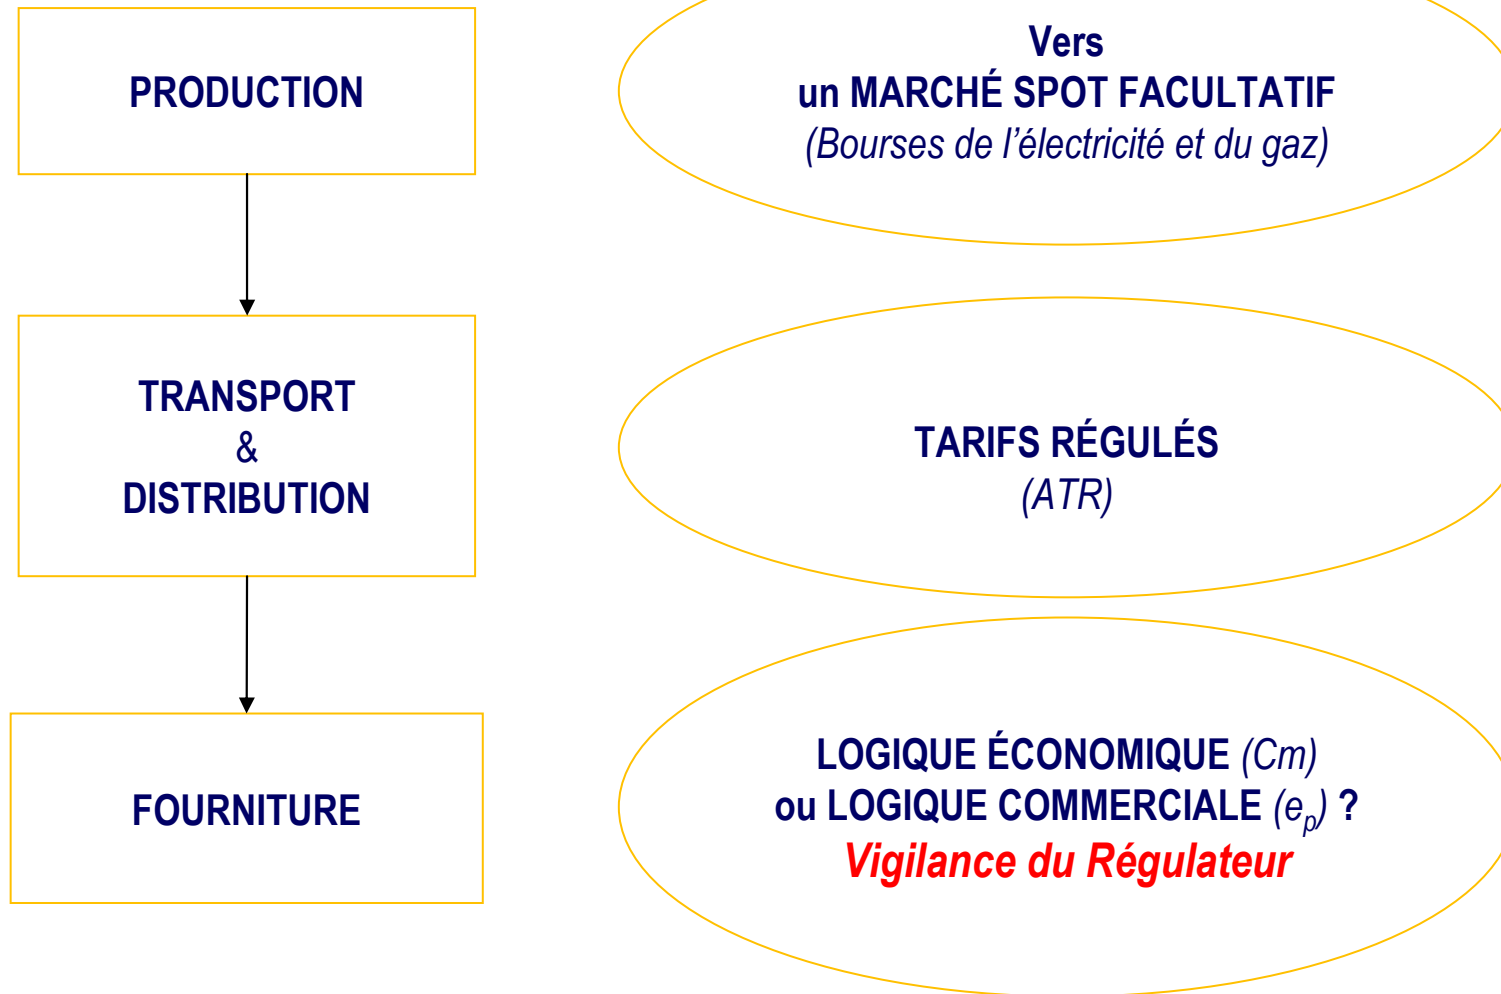 PRODUCTION
Vers
un MARCHÉ SPOT FACULTATIF
(Bourses de l’électricité et du gaz)
TRANSPORT
&
DISTRIBUTION
TARIFS RÉGULÉS
(ATR)
FOURNITURE
LOGIQUE ÉCONOMIQUE (Cm)
ou LOGIQUE COMMERCIALE (ep) ?
Vigilance du Régulateur